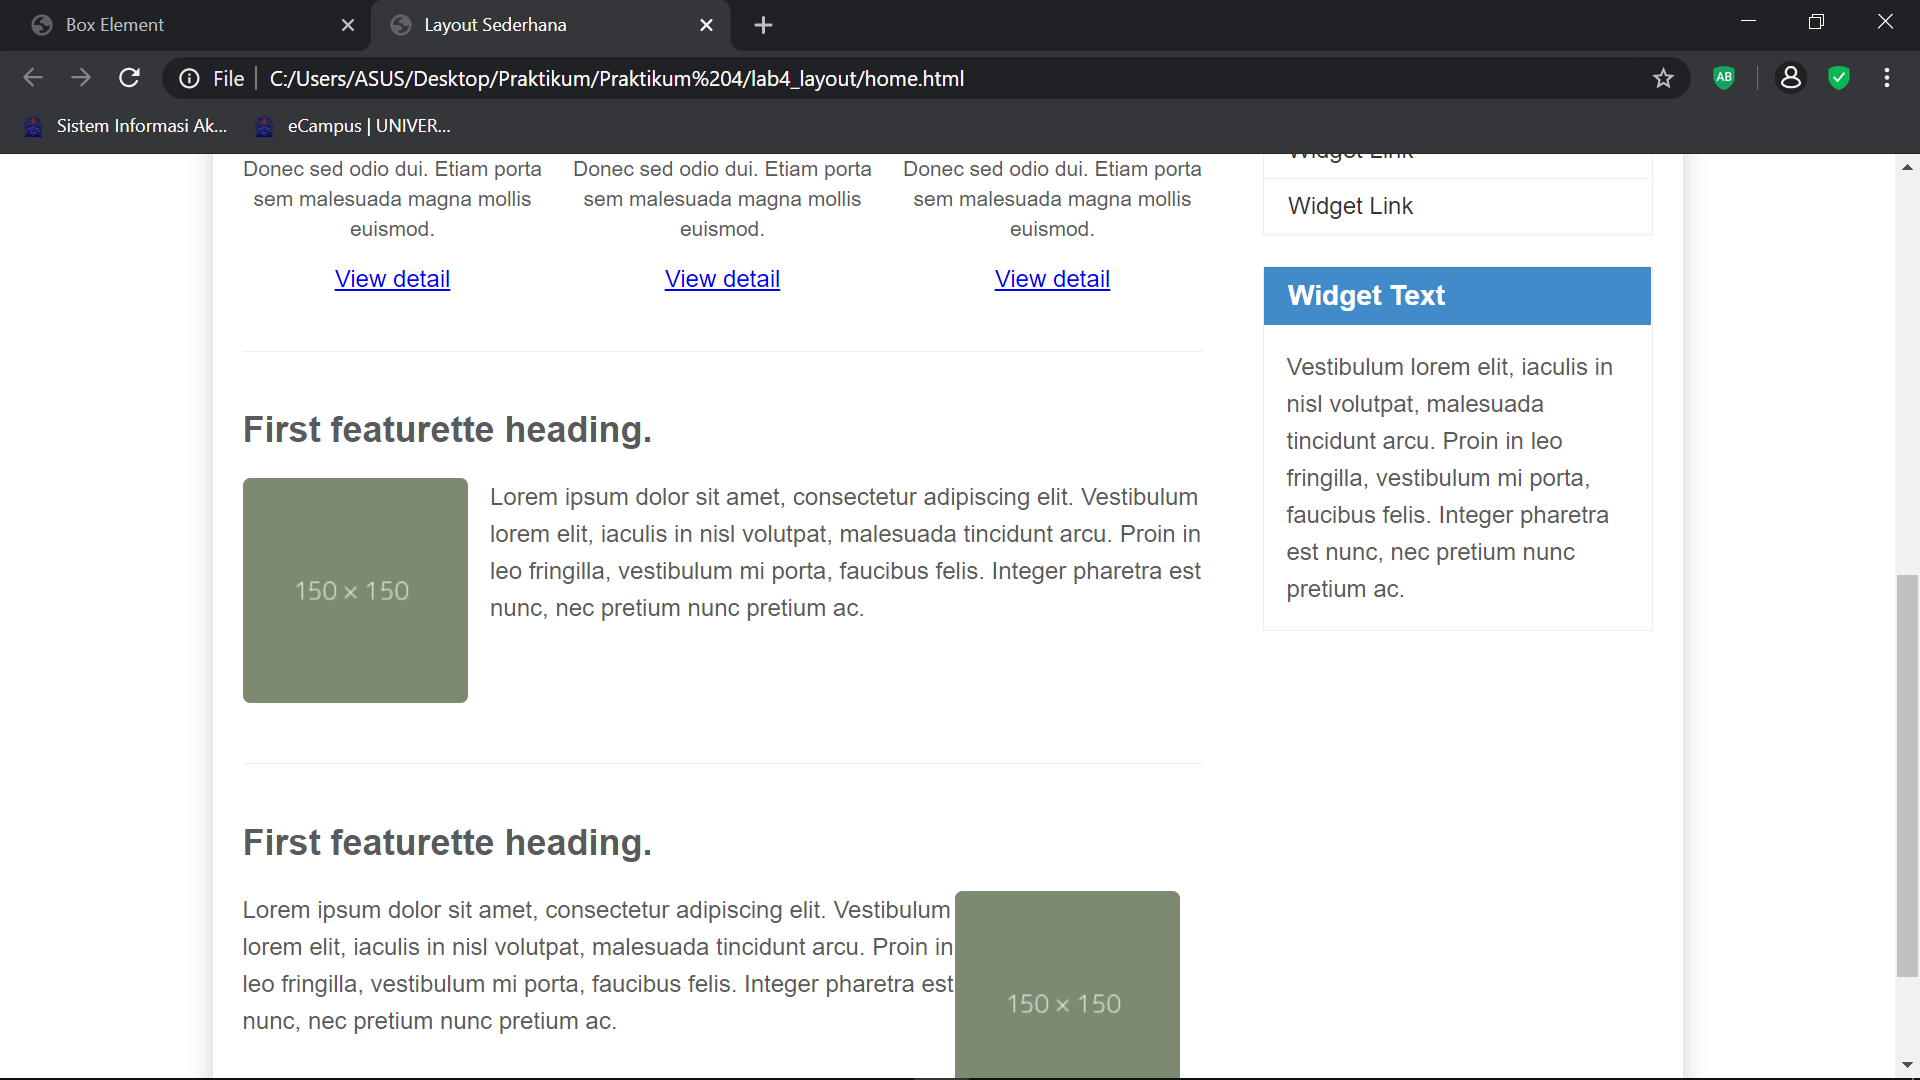 Box Element
Layout Sederhana
File
C:/Users/ASUS/Desktop/Praktikum/Praktikum%204/lab4_layout/home.html
AB
Sistem Informasi Ak...
eCampus | UNIVER...
Donec sed odio dui. Etiam porta
sem malesuada magna mollis
euismod.
View detail
Donec sed odio dui. Etiam porta
sem malesuada magna mollis
euismod.
View detail
Donec sed odio dui. Etiam porta
sem malesuada magna mollis
euismod.
View detail
First featurette heading.
150 × 150
Lorem ipsum dolor sit amet, consectetur adipiscing elit. Vestibulum
lorem elit, iaculis in nisl volutpat, malesuada tincidunt arcu. Proin in
leo fringilla, vestibulum mi porta, faucibus felis. Integer pharetra est
nunc, nec pretium nunc pretium ac.
First featurette heading.
Lorem ipsum dolor sit amet, consectetur adipiscing elit. Vestibulum
lorem elit, iaculis in nisl volutpat, malesuada tincidunt arcu. Proin in
leo fringilla, vestibulum mi porta, faucibus felis. Integer pharetra est
nunc, nec pretium nunc pretium ac.
150 × 150
Widget Link
Widget Link
Widget Text
Vestibulum lorem elit, iaculis in
nisl volutpat, malesuada
tincidunt arcu. Proin in leo
fringilla, vestibulum mi porta,
faucibus felis. Integer pharetra
est nunc, nec pretium nunc
pretium ac.